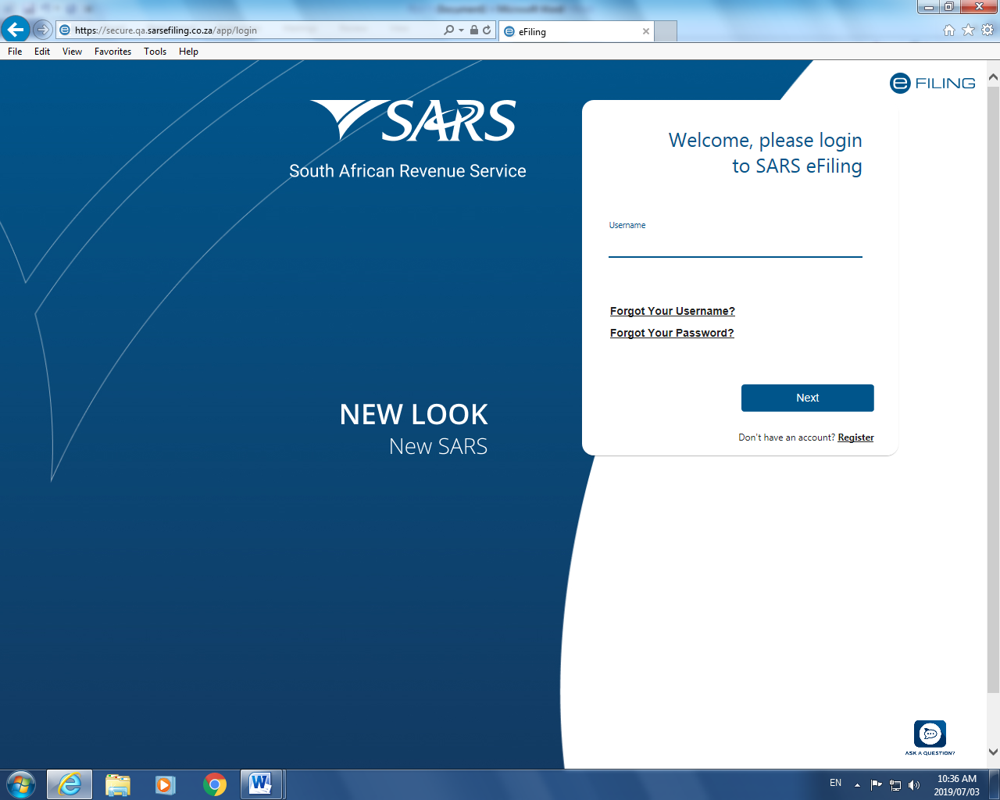 https://secure.qa.sarsefiling.co.za/app/login
eFiling
File Edit View Favorites Tools Help
e FILING
SARS
South African Revenue Service
Welcome, please login
to SARS eFiling
Username
Forgot Your Username?
Forgot Your Password?
Next
Don't have an account? Register
NEW LOOK
New SARS
ASK A QUESTION?
EN
10:36 AM
2019/07/03